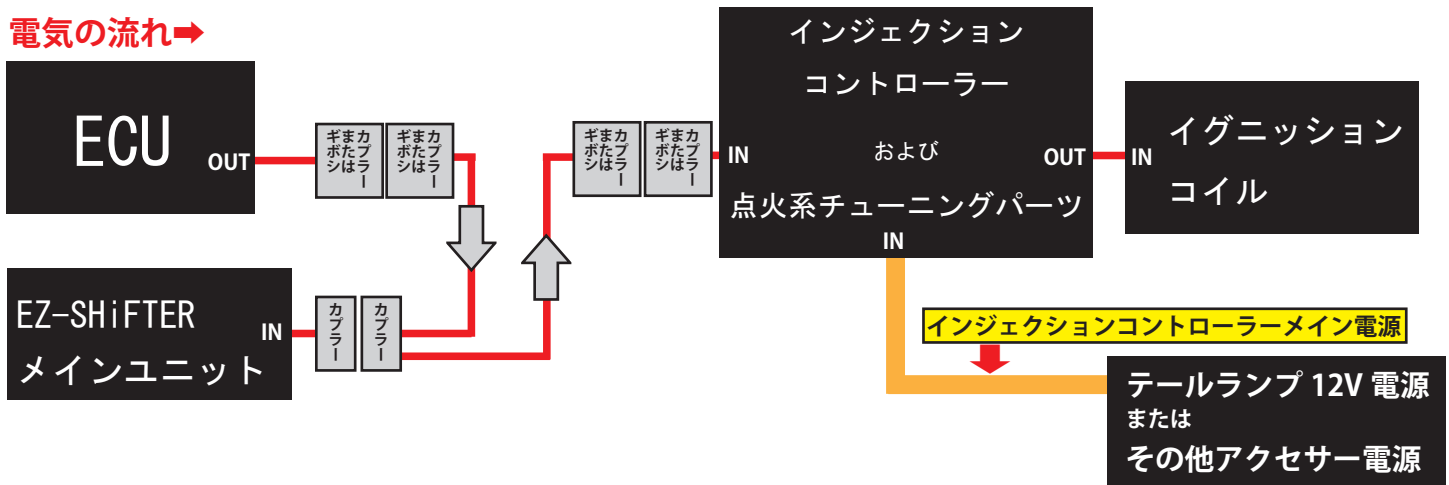 電気の流れ➡
ECU
OUT
カプラー
または
ギボシ
カプラー
または
ギボシ
カプラー
または
ギボシ
カプラー
または
ギボシ
IN
インジェクション
コントローラー
および
点火系チューニングパーツ
OUT
IN
IN
イグニッション
コイル
EZ-SHiFTER
メインユニット
IN
カプラー
カプラー
インジェクションコントローラーメイン電源
テールランプ 12V 電源
または
その他アクセサー電源